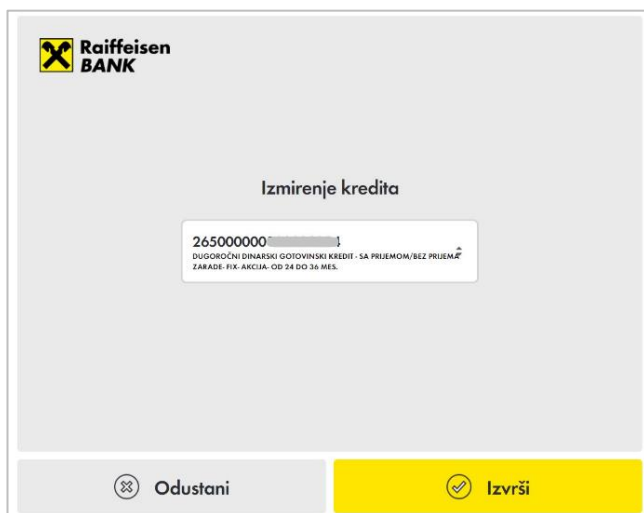 Raiffeisen
BANK
Izmirenje kredita
265000000 4
DUGOROČNI DINARSKI GOTOVINSKI KREDIT - SA PRIJEMOM/BEZ PRIJEMA
ZARADE- FIX- AKCIJA- OD 24 DO 36 MES.
Odustani
Izvrši